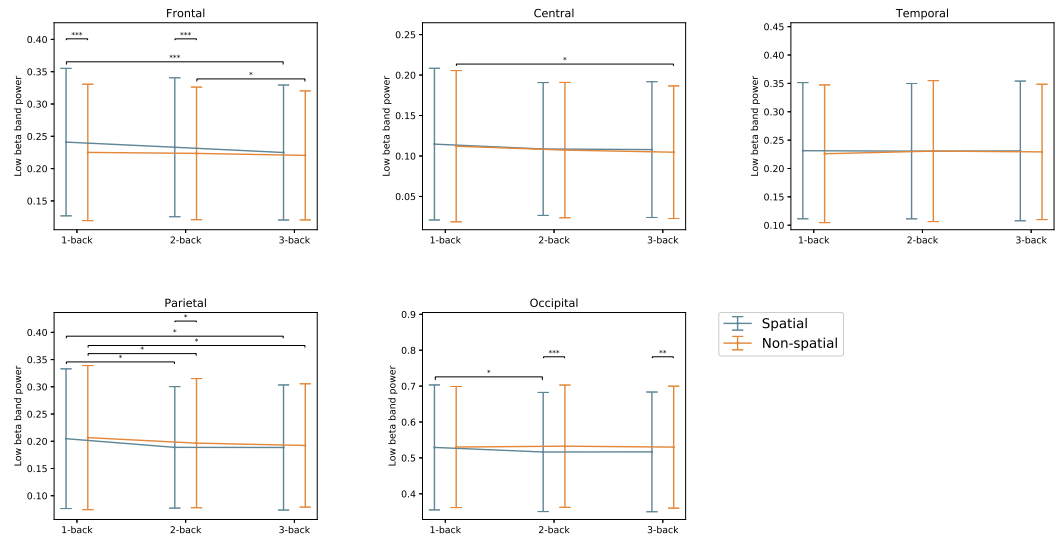 Frontal
Low beta band power
0.40
0.35
0.30
0.25
0.20
0.15
*** ***
***
*
1-back 2-back 3-back
Central
Low beta band power
0.25
0.20
0.15
0.10
0.05
*
1-back 2-back 3-back
Temporal
Low beta band power
0.45
0.40
0.35
0.30
0.25
0.20
0.15
0.10
1-back 2-back 3-back
Parietal
Low beta band power
0.40
0.35
0.30
0.25
0.20
0.15
0.10
*
*
*
*
*
1-back 2-back 3-back
Occipital
Low beta band power
0.9
0.8
0.7
0.6
0.5
0.4
*** **
*
1-back 2-back 3-back
Spatial
Non-spatial